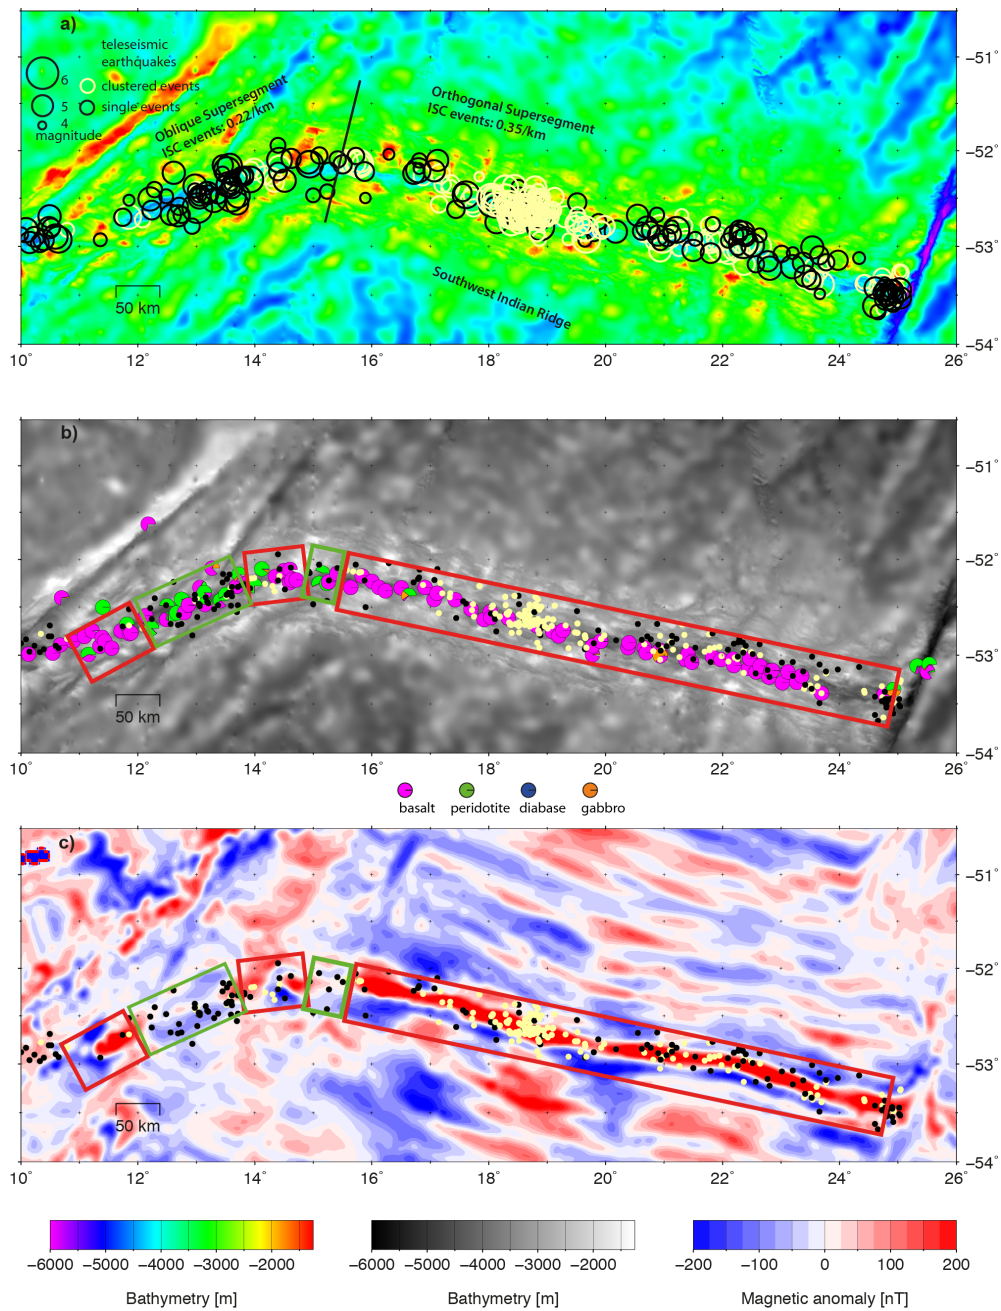 a)
teleseismic
earthquakes
6
clustered events
5
single events
4
magnitude
Oblique Supersegment
ISC events: 0.22/km
Orthogonal Supersegment
ISC events: 0.35/km
Southwest Indian Ridge
50 km
−51°
−52°
−53°
−54°
10 12 14 16 18 20 22 24 26°
b)
50 km
−51°
−52°
−53°
−54°
10° 12° 14° 16° 18° 20° 22° 24° 26°
basalt peridotite diabase gabbro
c)
50 km
−51°
−52°
−53°
−54°
10° 12° 14° 16° 18° 20° 22° 24° 26°
−6000 −5000 −4000 −3000 −2000
Bathymetry [m]
−6000 −5000 −4000 −3000 −2000
Bathymetry [m]
−200 −100 0 100 200
Magnetic anomaly [nT]